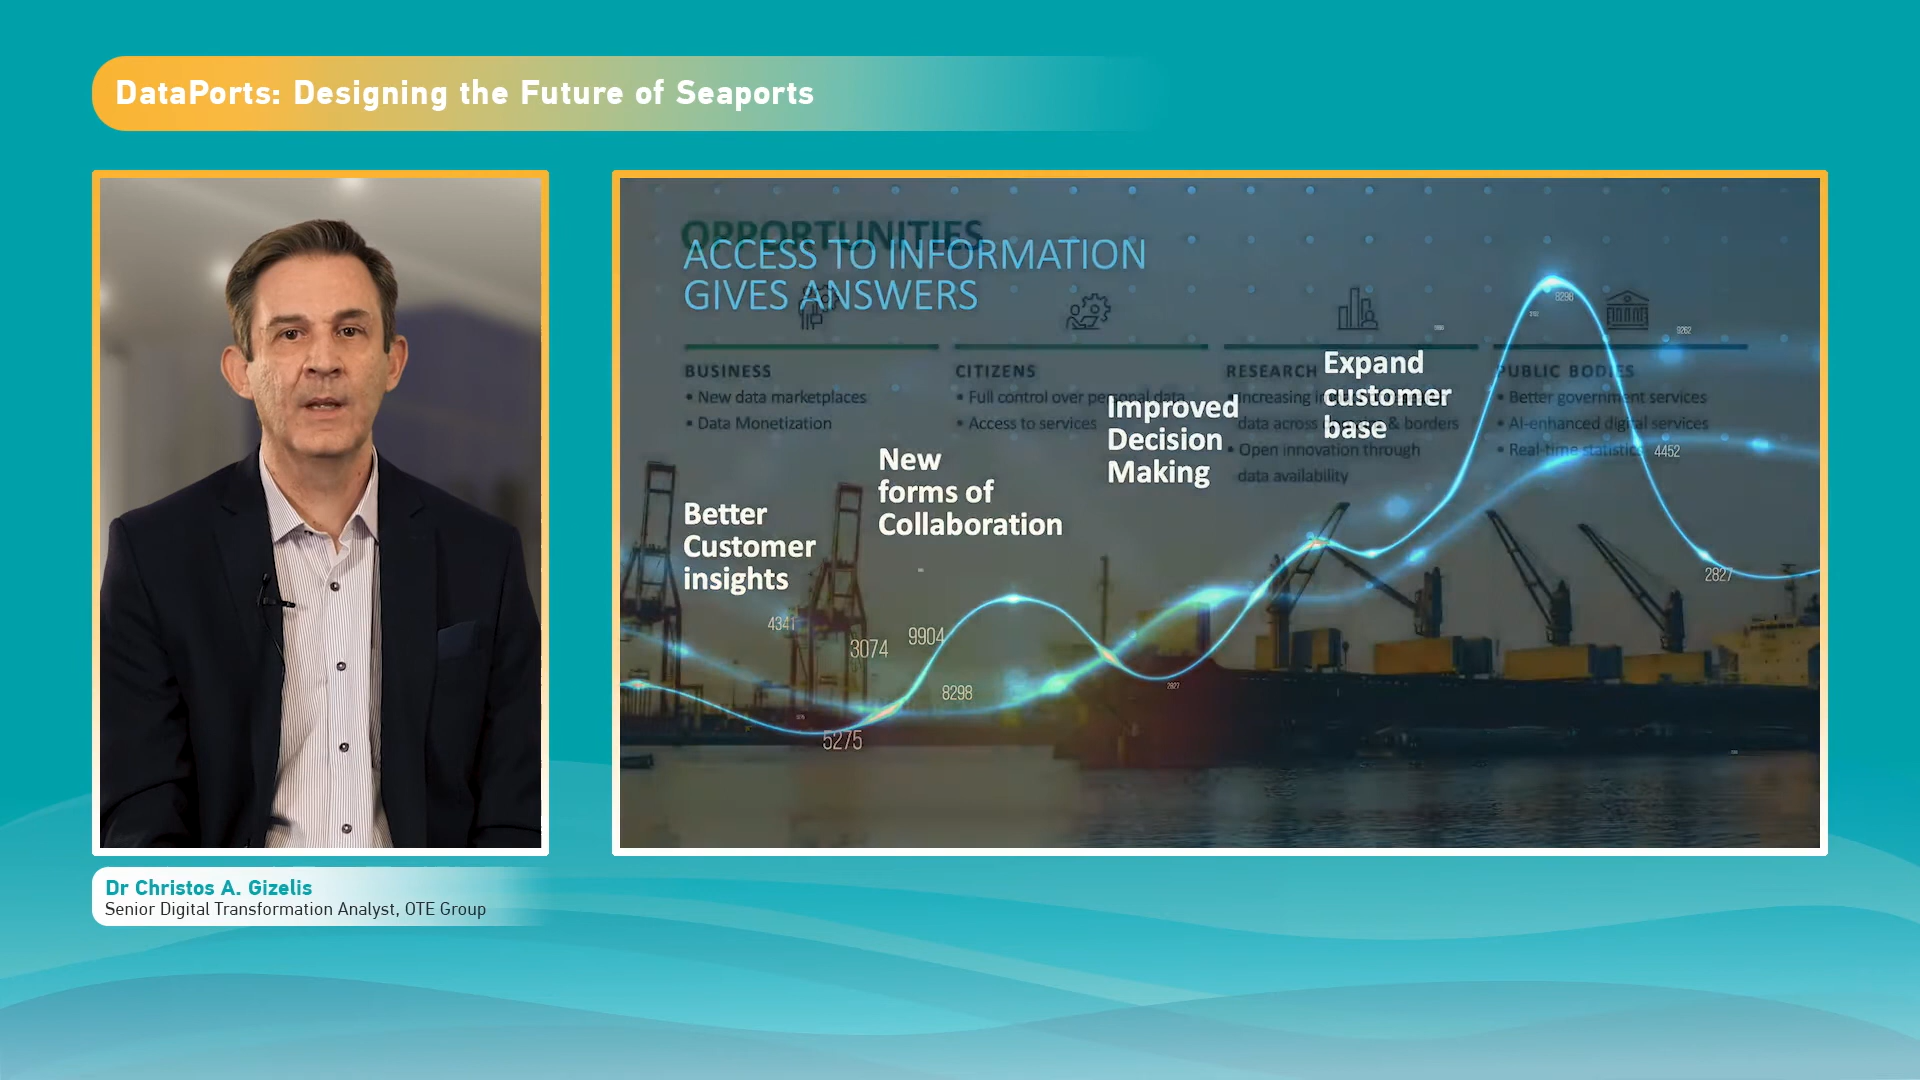 DataPorts: Designing the Future of Seaports
OPPORTUNITIES
ACCESS TO INFORMATION
GIVES ANSWERS
BUSINESS
• New data marketplaces
• Data Monetization
CITIZENS
• Full control over personal data
• Access to services
RESEARCH
• Increasing
data across & borders
• Open innovation through
data availability
PUBLIC BODIES
• Better government services
• AI-enhanced digital services
• Real-time statistics
Better
Customer
insights
New
forms of
Collaboration
Improved
Decision
Making
Expand
customer
base
4341
3074
9904
8298
5275
8298
9262
4452
2827
2827
Dr Christos A. Gizelis
Senior Digital Transformation Analyst, OTE Group